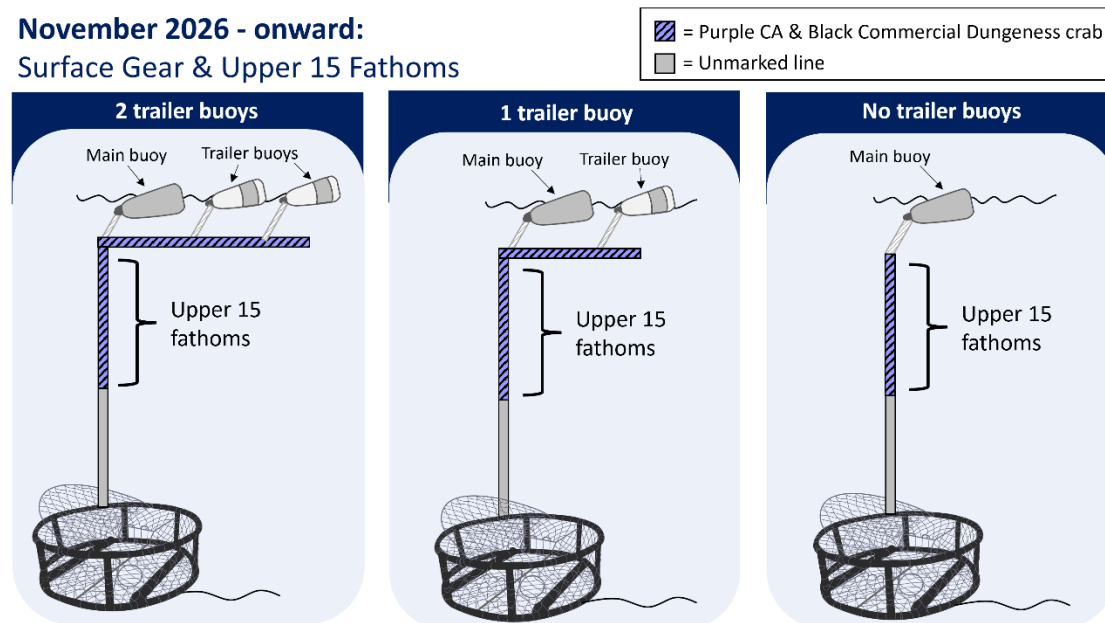 November 2026 - onward:
Surface Gear & Upper 15 Fathoms
= Purple CA & Black Commercial Dungeness crab
= Unmarked line
2 trailer buoys
Main buoy
Trailer buoys
Upper 15
fathoms
1 trailer buoy
Main buoy
Trailer buoy
Upper 15
fathoms
No trailer buoys
Main buoy
Upper 15
fathoms